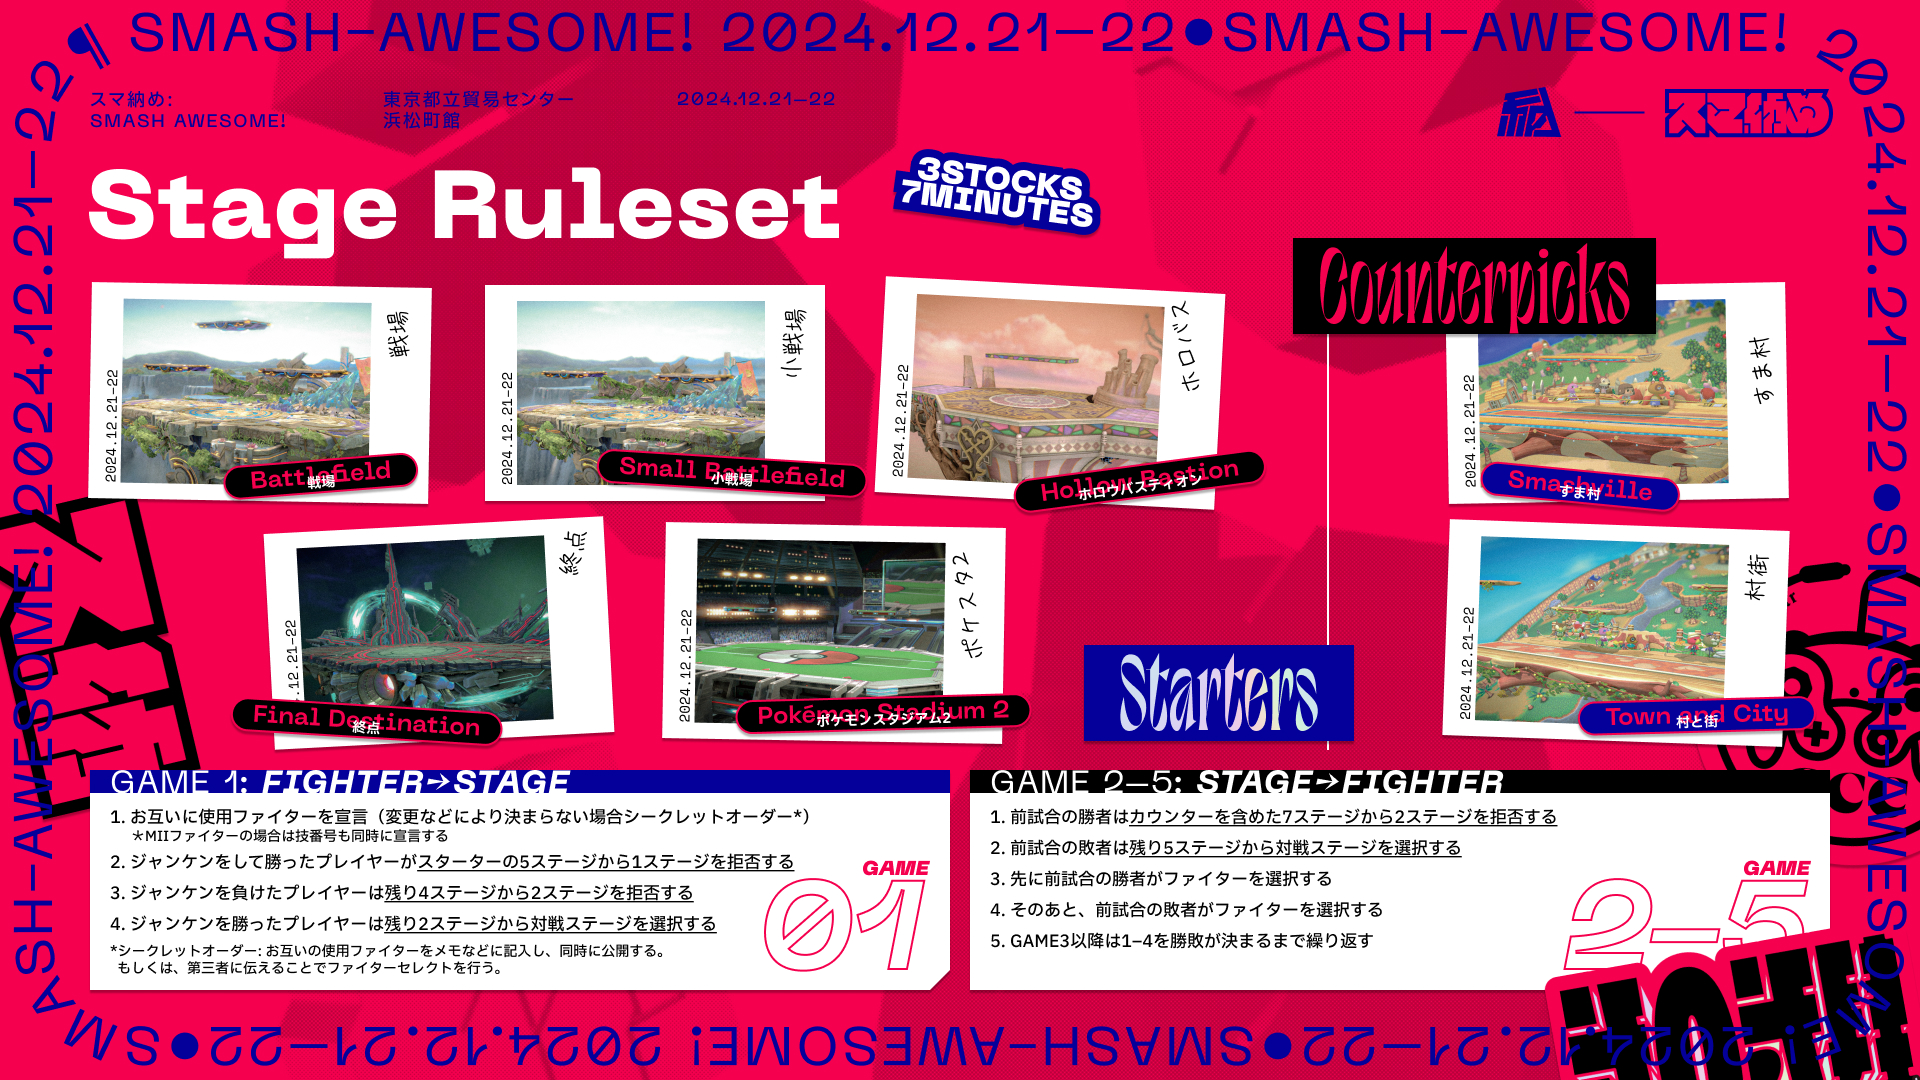 SMASH-AWESOME! 2024.12.21—22●SMASH-AWESOME! 2024.12.21—22●SMASH-AWESOME! 2024.12.21—22●SMASH-AWESOME! 2024.12.21—22●SMASH-AWESOME! 2024.12.21—22¶
スマ納め:
SMASH AWESOME!
東京都立貿易センター
浜松町館
2024.12.21—22
納
スマ納め
Stage Ruleset
3STOCKS
7MINUTES
Counterpicks
戦場
2024.12.21-22
Battlefield
戦場
小戦場
2024.12.21-22
Small Battlefield
小戦場
ホロバス
2024.12.21-22
Hollow Bastion
ホロウバスティオン
すま村
2024.12.21-22
Smashville
すま村
終点
.12.21-22
Final Destination
終点
ポケスタ2
2024.12.21-22
Pokémon Stadium 2
ポケモンスタジアム2
Starters
村街
2024.12.21-22
Town and City
村と街
GAME 1: FIGHTER→STAGE
1. お互いに使用ファイターを宣言（変更などにより決まらない場合シークレットオーダー*）
＊MIIファイターの場合は技番号も同時に宣言する
2. ジャンケンをして勝ったプレイヤーがスターターの5ステージから1ステージを拒否する
3. ジャンケンを負けたプレイヤーは残り4ステージから2ステージを拒否する
4. ジャンケンを勝ったプレイヤーは残り2ステージから対戦ステージを選択する
*シークレットオーダー: お互いの使用ファイターをメモなどに記入し、同時に公開する。
もしくは、第三者に伝えることでファイターセレクトを行う。
GAME
01
GAME 2—5: STAGE→FIGHTER
1. 前試合の勝者はカウンターを含めた7ステージから2ステージを拒否する
2. 前試合の敗者は残り5ステージから対戦ステージを選択する
3. 先に前試合の勝者がファイターを選択する
4. そのあと、前試合の敗者がファイターを選択する
5. GAME3以降は1–4を勝敗が決まるまで繰り返す
GAME
2—5